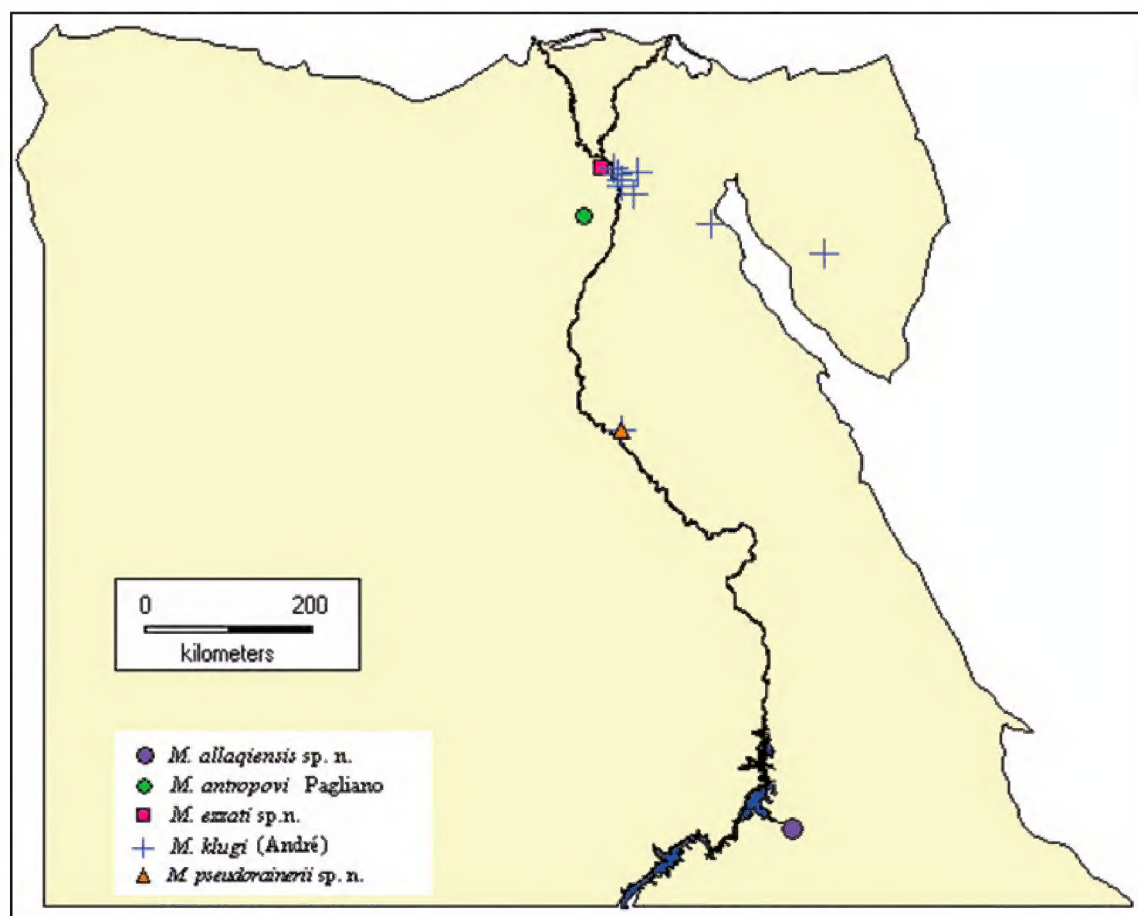 0 200
kilometers
M. allaqiensis sp. n.
M. antropovi Pagliano
M. ezzati sp.n.
M. klugi (André)
M. pseudorainerii sp. n.